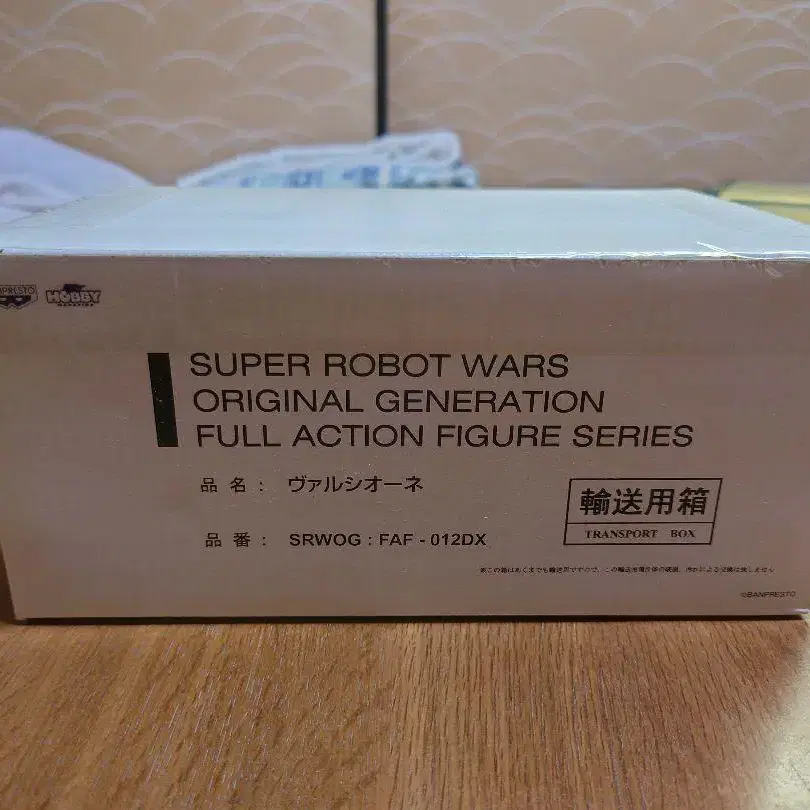 HOBBY
SUPER ROBOT WARS
ORIGINAL GENERATION
FULL ACTION FIGURE SERIES
品 名 : ヴァルシオーネ
輸送用箱
TRANSPORT BOX
品 番 : SRWOG : FAF - 012DX
©BANPRESTO